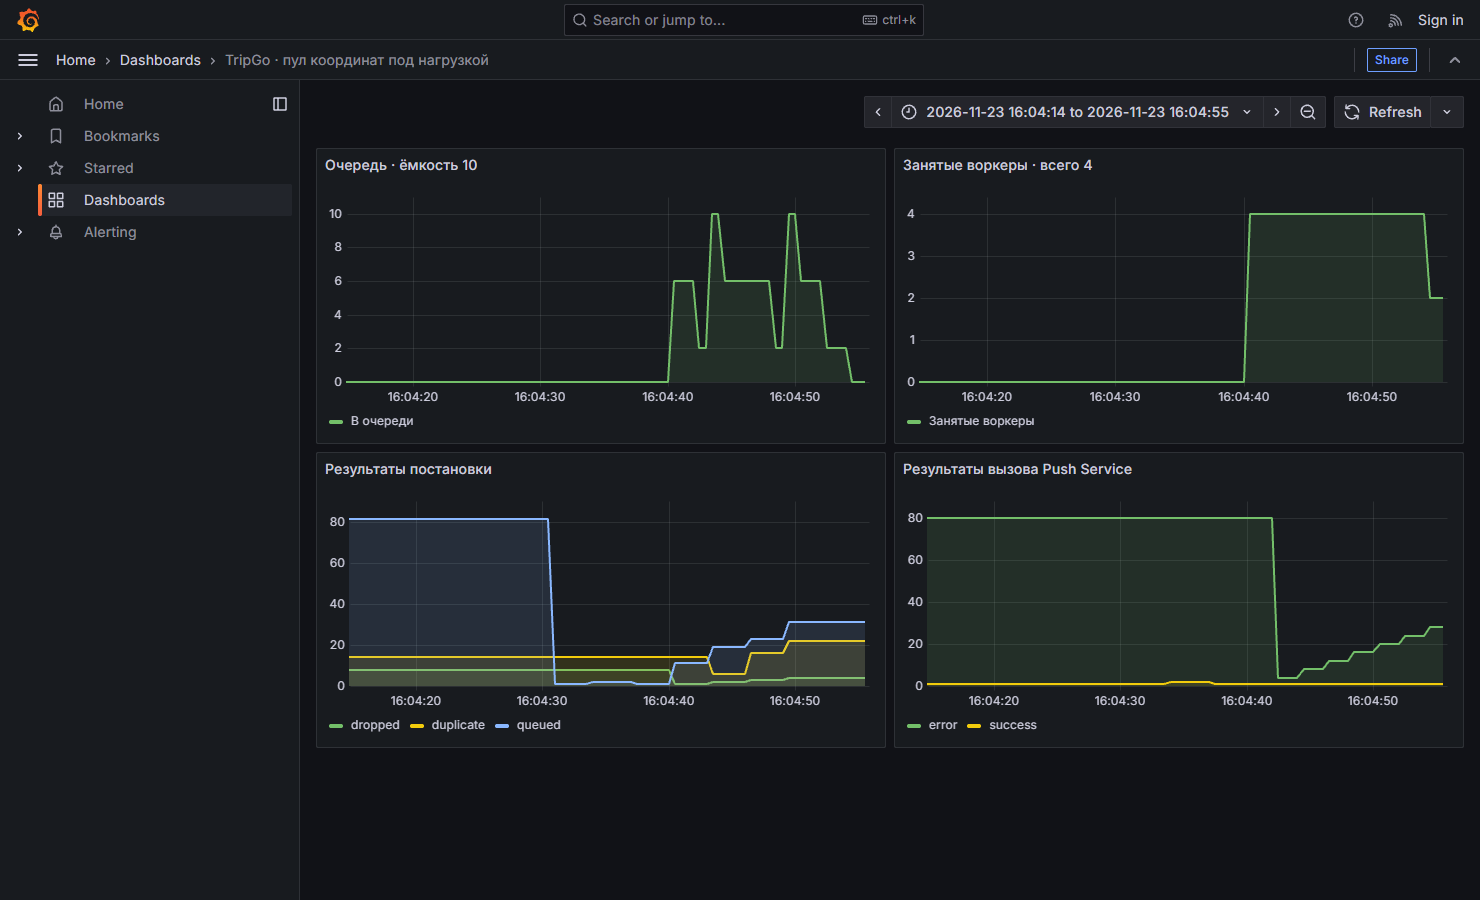 Search or jump to...
ctrl+k
Sign in
Home › Dashboards › TripGo · пул координат под нагрузкой
Share
Home
Bookmarks
Starred
Dashboards
Alerting
2026-11-23 16:04:14 to 2026-11-23 16:04:55
Refresh
Очередь · ёмкость 10
10
8
6
4
2
0
16:04:20 16:04:30 16:04:40 16:04:50
В очереди
Занятые воркеры · всего 4
4
3
2
1
0
16:04:20 16:04:30 16:04:40 16:04:50
Занятые воркеры
Результаты постановки
80
60
40
20
0
16:04:20 16:04:30 16:04:40 16:04:50
dropped duplicate queued
Результаты вызова Push Service
80
60
40
20
0
16:04:20 16:04:30 16:04:40 16:04:50
error success